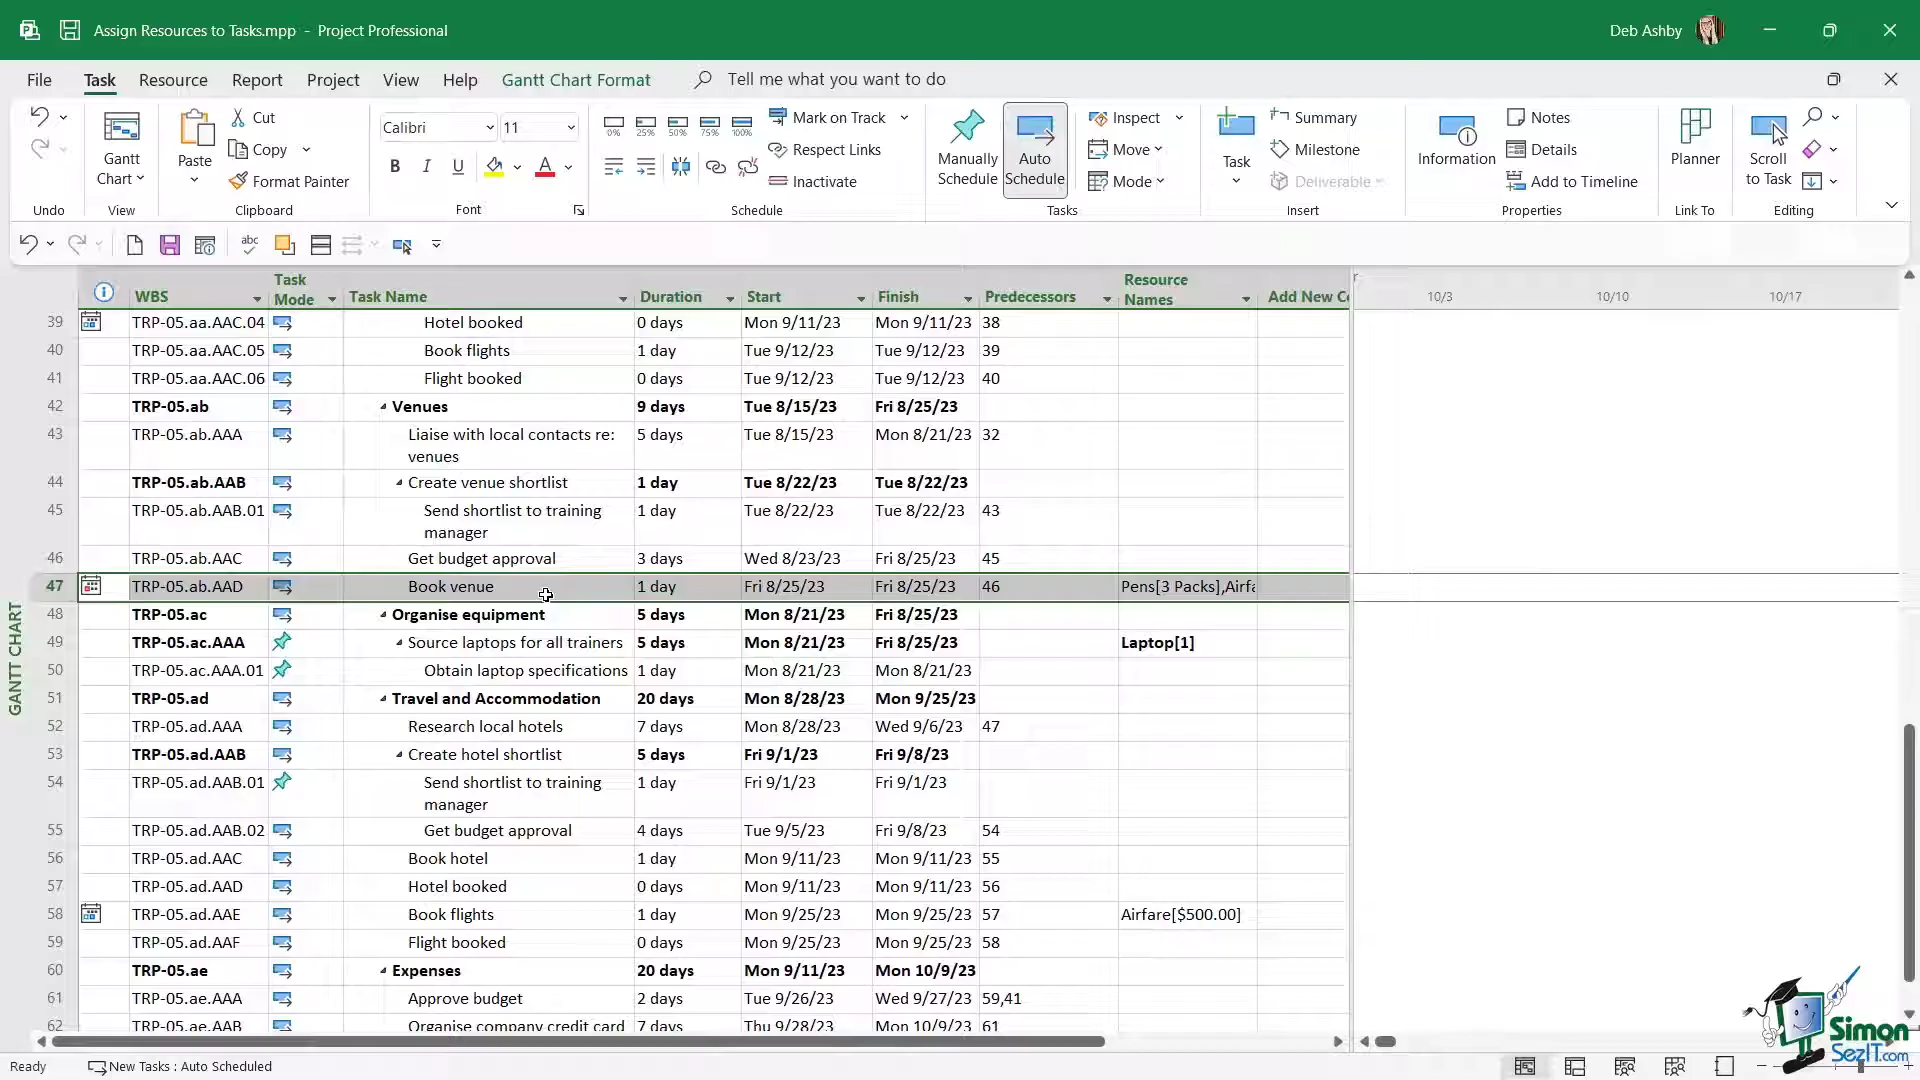 Assign Resources to Tasks.mpp - Project Professional
Deb Ashby
File Task Resource Report Project View Help Gantt Chart Format Tell me what you want to do
Gantt Chart
View
Paste
Cut
Copy
Format Painter
Clipboard
Calibri 11
B I U A
Font
0% 25% 50% 75% 100%
Mark on Track
Respect Links
Inactivate
Schedule
Manually Schedule
Auto Schedule
Inspect
Move
Mode
Tasks
Task
Summary
Milestone
Deliverable
Insert
Information
Notes
Details
Add to Timeline
Properties
Planner
Link To
Scroll to Task
Editing
Undo
abc
WBS Task Mode Task Name Duration Start Finish Predecessors Resource Names Add New C
10/3 10/10 10/17
39 TRP-05.aa.AAC.04 Hotel booked 0 days Mon 9/11/23 Mon 9/11/23 38
40 TRP-05.aa.AAC.05 Book flights 1 day Tue 9/12/23 Tue 9/12/23 39
41 TRP-05.aa.AAC.06 Flight booked 0 days Tue 9/12/23 Tue 9/12/23 40
42 TRP-05.ab Venues 9 days Tue 8/15/23 Fri 8/25/23
43 TRP-05.ab.AAA Liaise with local contacts re: venues 5 days Tue 8/15/23 Mon 8/21/23 32
44 TRP-05.ab.AAB Create venue shortlist 1 day Tue 8/22/23 Tue 8/22/23
45 TRP-05.ab.AAB.01 Send shortlist to training manager 1 day Tue 8/22/23 Tue 8/22/23 43
46 TRP-05.ab.AAC Get budget approval 3 days Wed 8/23/23 Fri 8/25/23 45
47 TRP-05.ab.AAD Book venue 1 day Fri 8/25/23 Fri 8/25/23 46 Pens[3 Packs],Airfa
48 TRP-05.ac Organise equipment 5 days Mon 8/21/23 Fri 8/25/23
49 TRP-05.ac.AAA Source laptops for all trainers 5 days Mon 8/21/23 Fri 8/25/23 Laptop[1]
50 TRP-05.ac.AAA.01 Obtain laptop specifications 1 day Mon 8/21/23 Mon 8/21/23
51 TRP-05.ad Travel and Accommodation 20 days Mon 8/28/23 Mon 9/25/23
52 TRP-05.ad.AAA Research local hotels 7 days Mon 8/28/23 Wed 9/6/23 47
53 TRP-05.ad.AAB Create hotel shortlist 5 days Fri 9/1/23 Fri 9/8/23
54 TRP-05.ad.AAB.01 Send shortlist to training manager 1 day Fri 9/1/23 Fri 9/1/23
55 TRP-05.ad.AAB.02 Get budget approval 4 days Tue 9/5/23 Fri 9/8/23 54
56 TRP-05.ad.AAC Book hotel 1 day Mon 9/11/23 Mon 9/11/23 55
57 TRP-05.ad.AAD Hotel booked 0 days Mon 9/11/23 Mon 9/11/23 56
58 TRP-05.ad.AAE Book flights 1 day Mon 9/25/23 Mon 9/25/23 57 Airfare[$500.00]
59 TRP-05.ad.AAF Flight booked 0 days Mon 9/25/23 Mon 9/25/23 58
60 TRP-05.ae Expenses 20 days Mon 9/11/23 Mon 10/9/23
61 TRP-05.ae.AAA Approve budget 2 days Tue 9/26/23 Wed 9/27/23 59,41
62 TRP-05.ae.AAB Organise company credit card 7 days Thu 9/28/23 Mon 10/9/23 61
GANTT CHART
Simon
SezIT.com
Ready New Tasks : Auto Scheduled